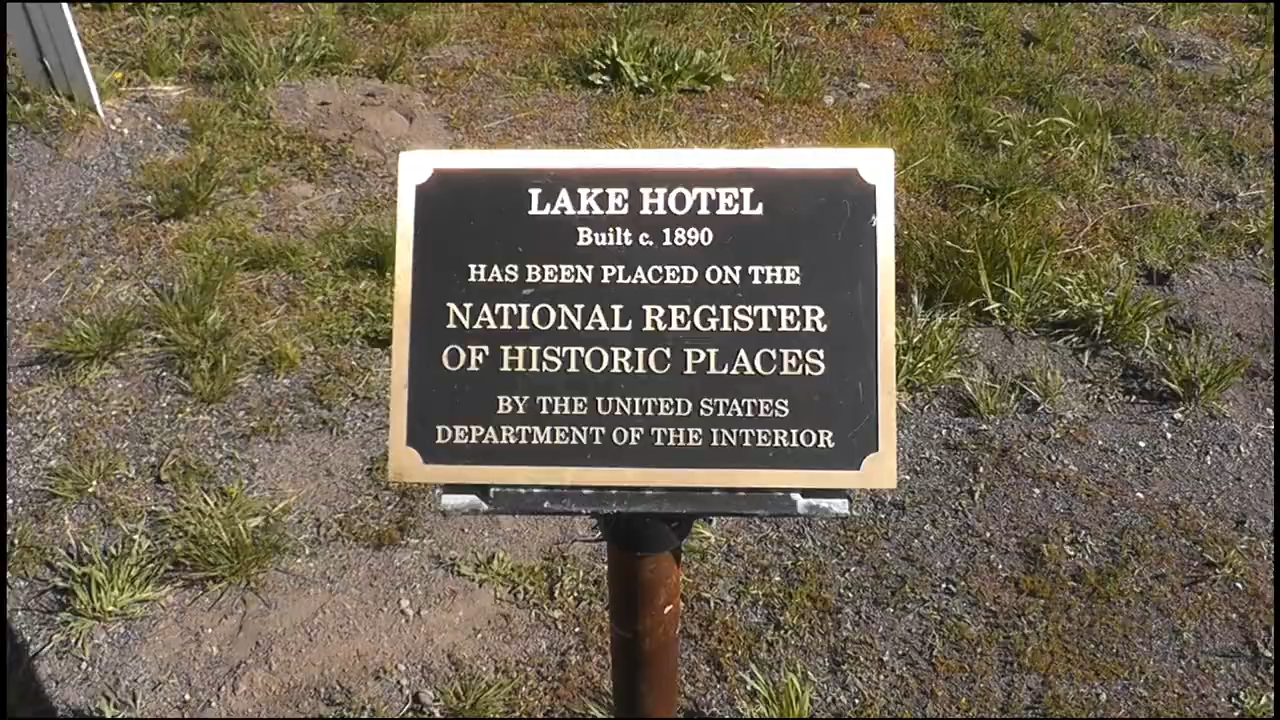 LAKE HOTEL
Built c. 1890
HAS BEEN PLACED ON THE
NATIONAL REGISTER
OF HISTORIC PLACES
BY THE UNITED STATES
DEPARTMENT OF THE INTERIOR